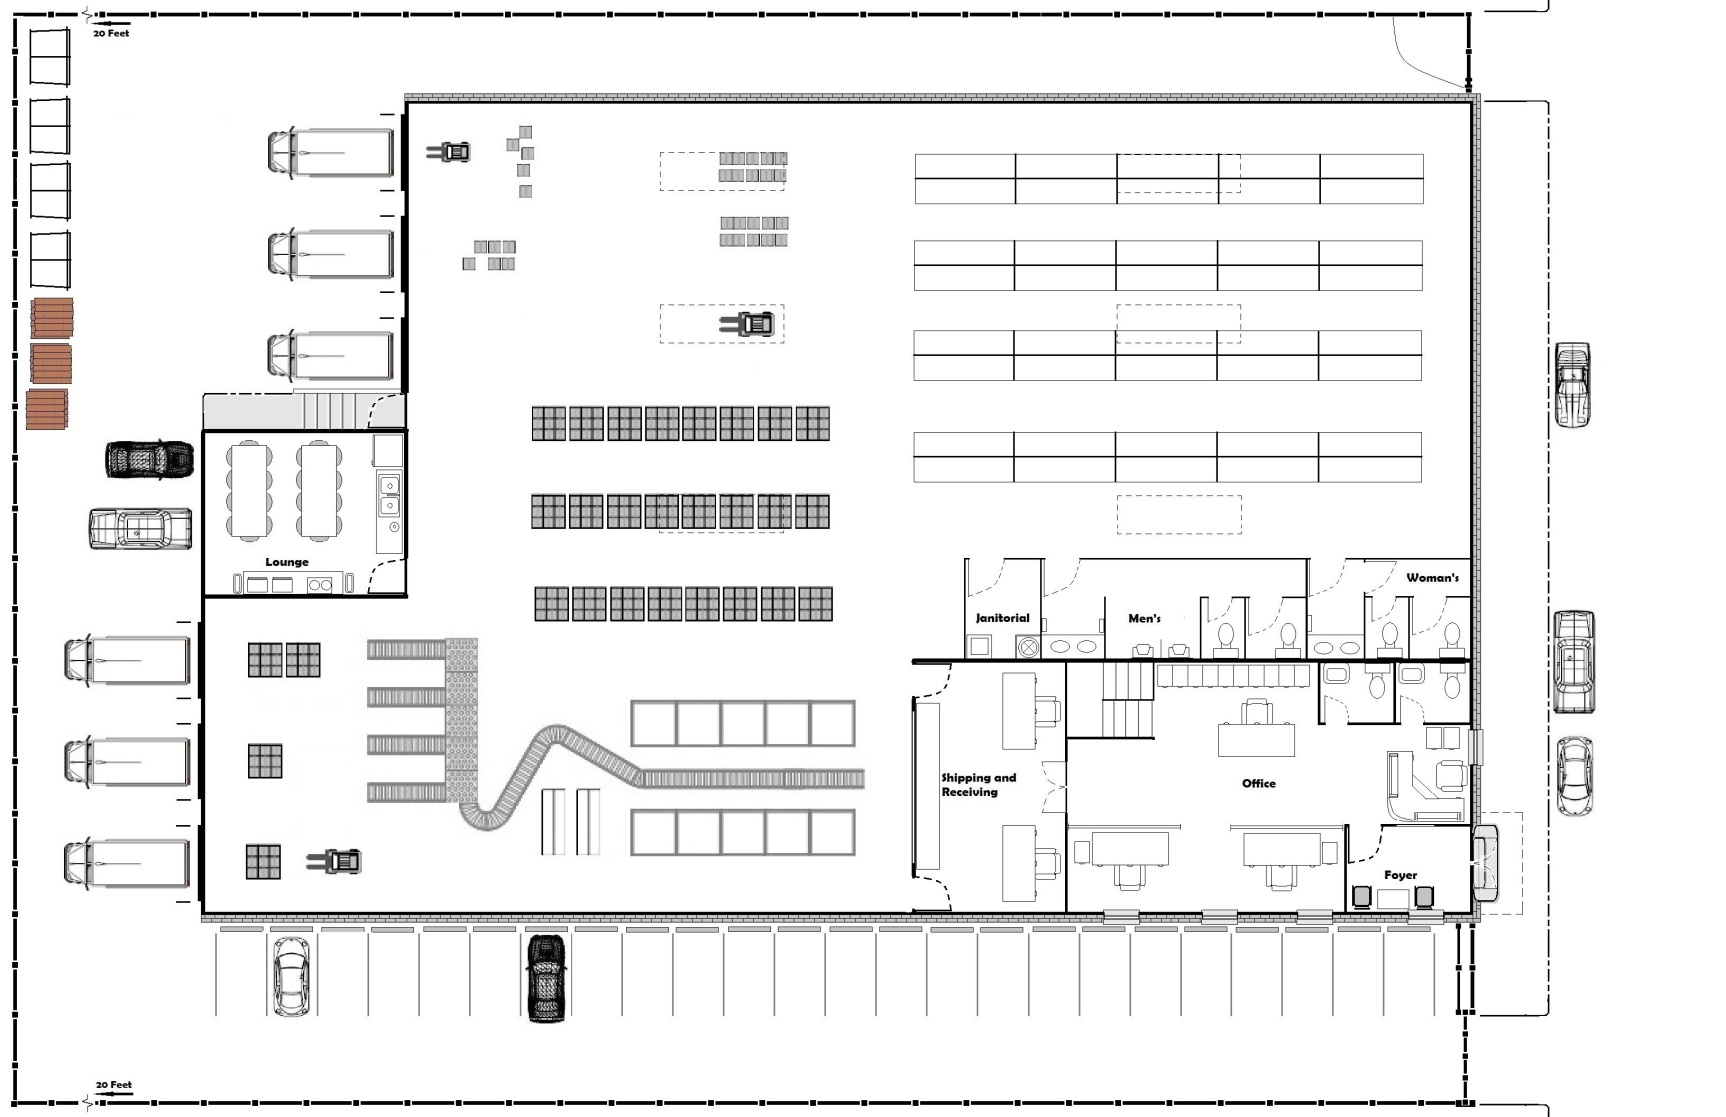 20 Feet
Lounge
Janitorial
Men's
Woman's
Shipping and
Receiving
Office
Foyer
20 Feet